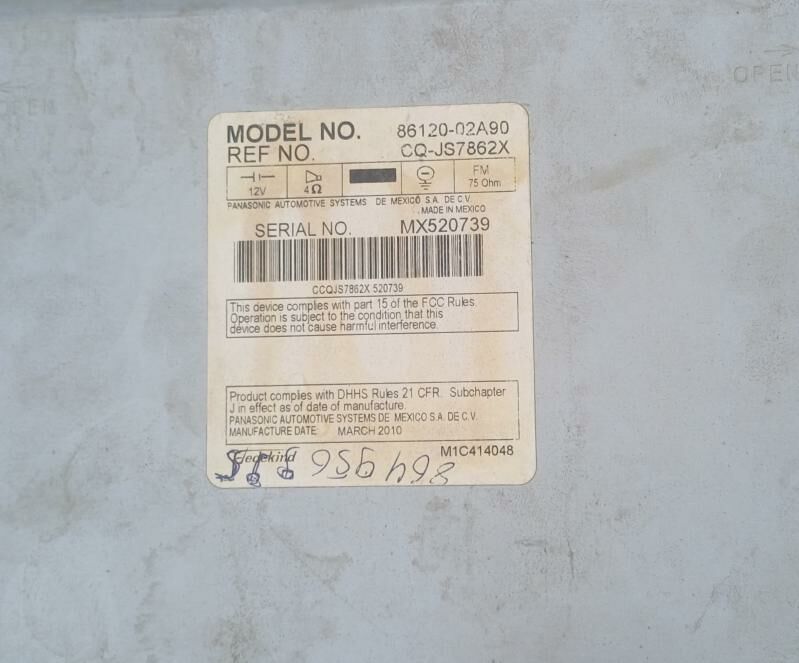 OPEN
OPEN
MODEL NO. 86120-02A90
REF NO. CQ-JS7862X
12V 4Ω FM 75 Ohm
PANASONIC AUTOMOTIVE SYSTEMS DE MEXICO S.A. DE C.V.
MADE IN MEXICO
SERIAL NO. MX520739
CCQJS7862X 520739
This device complies with part 15 of the FCC Rules.
Operation is subject to the condition that this
device does not cause harmful interference.
Product complies with DHHS Rules 21 CFR. Subchapter
J in effect as of date of manufacture.
PANASONIC AUTOMOTIVE SYSTEMS DE MEXICO S.A. DE C.V.
MANUFACTURE DATE: MARCH 2010
M1C414048